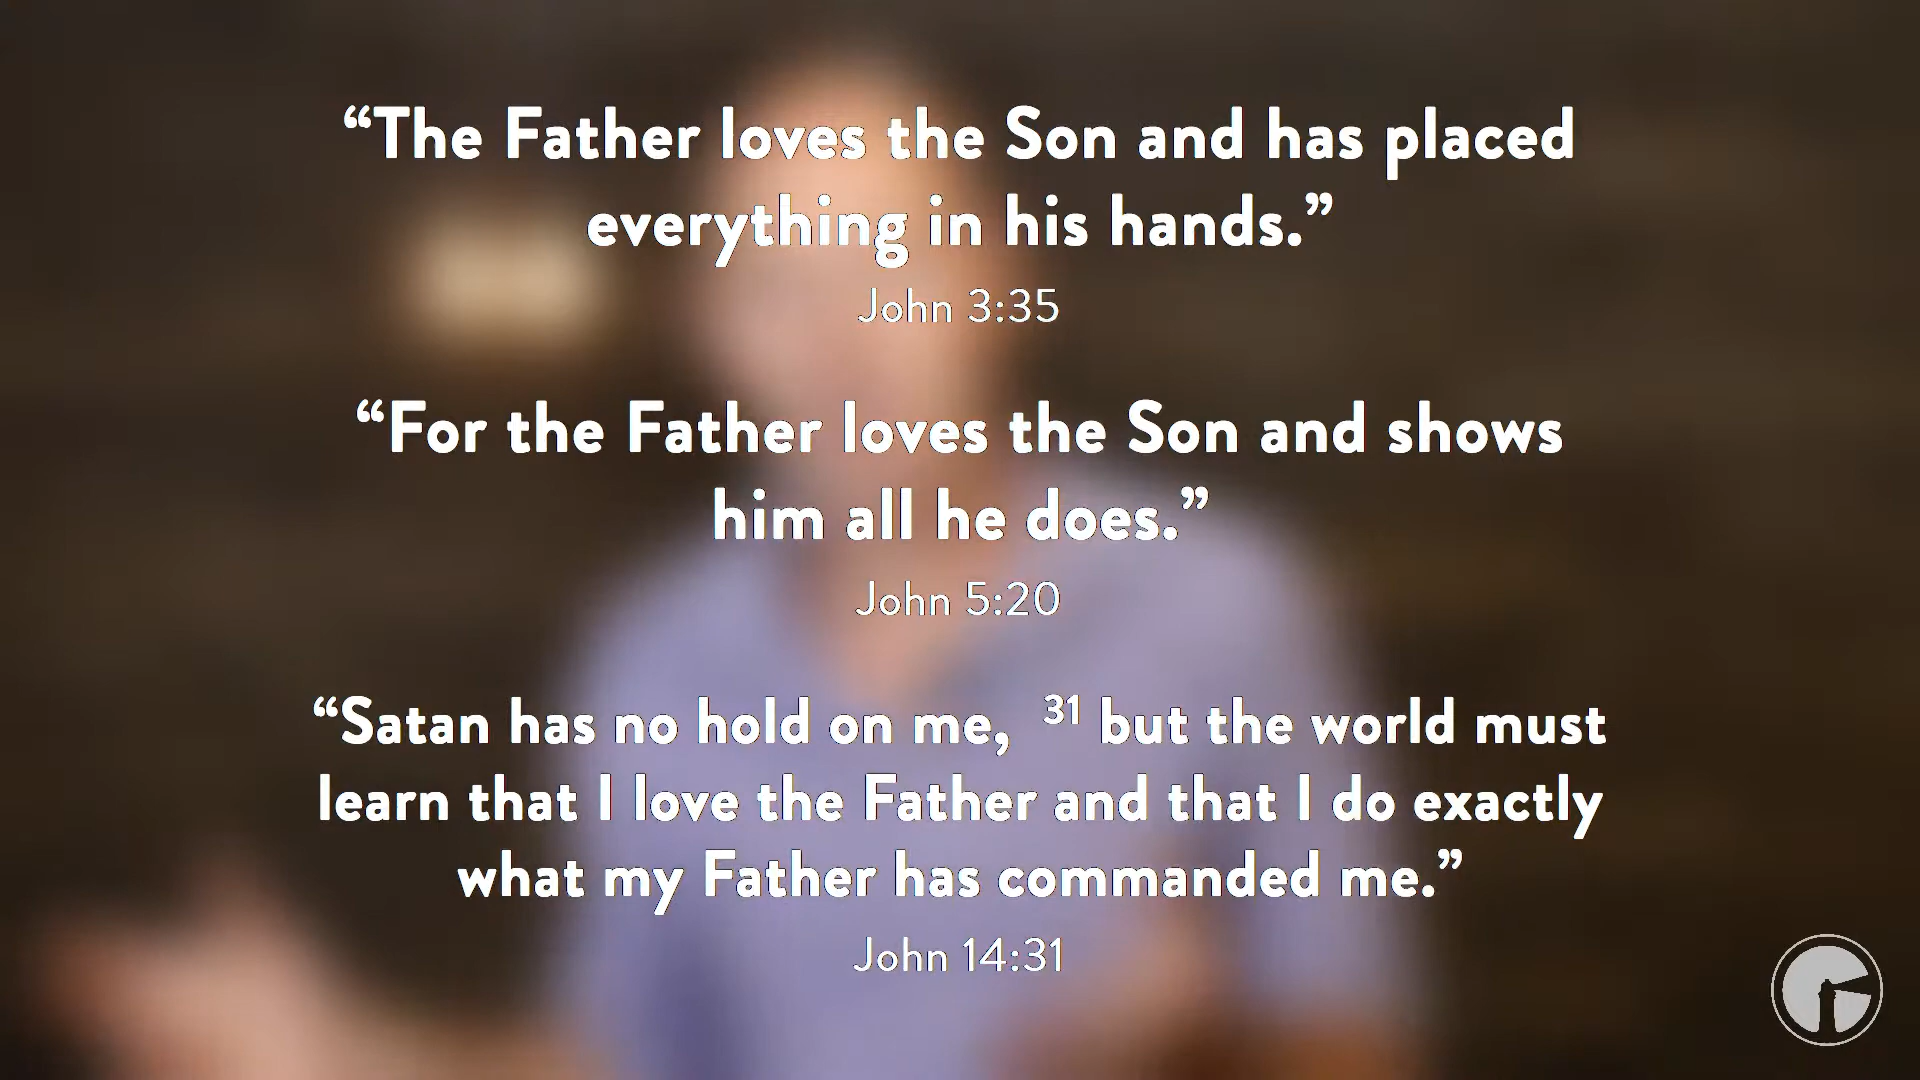 “The Father loves the Son and has placed
everything in his hands.”
John 3:35
“For the Father loves the Son and shows
him all he does.”
John 5:20
“Satan has no hold on me, ³¹ but the world must
learn that I love the Father and that I do exactly
what my Father has commanded me.”
John 14:31